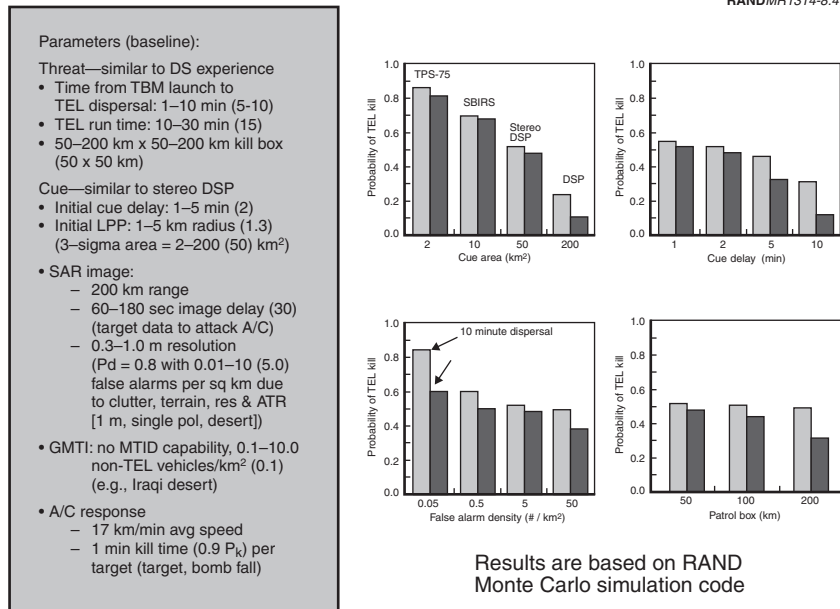 RANDMR1314-8.4
Parameters (baseline):
Threat—similar to DS experience
• Time from TBM launch to
TEL dispersal: 1–10 min (5-10)
• TEL run time: 10–30 min (15)
• 50–200 km x 50–200 km kill box
(50 x 50 km)
Cue—similar to stereo DSP
• Initial cue delay: 1–5 min (2)
• Initial LPP: 1–5 km radius (1.3)
(3–sigma area = 2–200 (50) km²)
• SAR image:
– 200 km range
– 60–180 sec image delay (30)
(target data to attack A/C)
– 0.3–1.0 m resolution
(Pd = 0.8 with 0.01–10 (5.0)
false alarms per sq km due
to clutter, terrain, res & ATR
[1 m, single pol, desert])
• GMTI: no MTID capability, 0.1–10.0
non-TEL vehicles/km² (0.1)
(e.g., Iraqi desert)
• A/C response
– 17 km/min avg speed
– 1 min kill time (0.9 Pk) per
target (target, bomb fall)
Probability of TEL kill
1.0
0.8
0.6
0.4
0.2
0.0
TPS-75
SBIRS
Stereo
DSP
DSP
2 10 50 200
Cue area (km²)
Probability of TEL kill
1.0
0.8
0.6
0.4
0.2
0.0
1 2 5 10
Cue delay (min)
Probability of TEL kill
1.0
0.8
0.6
0.4
0.2
0.0
10 minute dispersal
0.05 0.5 5 50
False alarm density (# / km²)
Probability of TEL kill
1.0
0.8
0.6
0.4
0.2
0.0
50 100 200
Patrol box (km)
Results are based on RAND
Monte Carlo simulation code